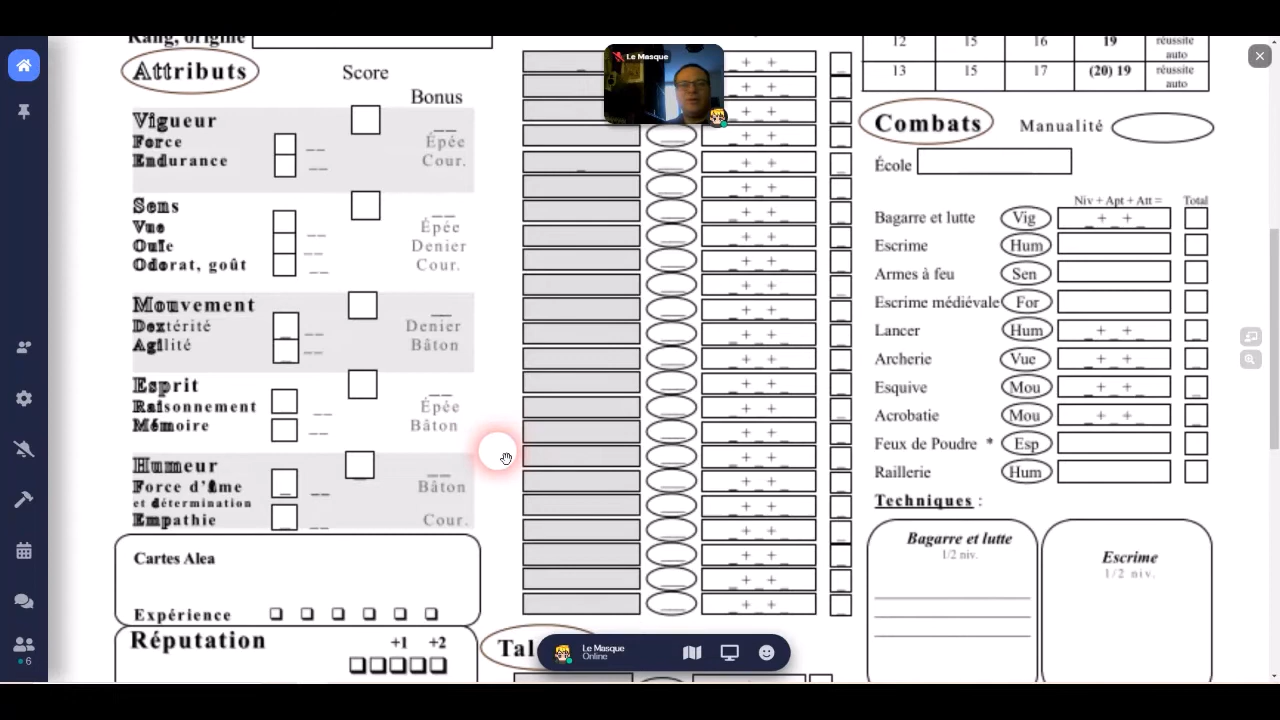 Rang, origine
Attributs
Score
Bonus
Vigueur
Force
Épée
Endurance
Cour.
Sens
Vue
Épée
Ouïe
Denier
Odorat, goût
Cour.
Mouvement
Dextérité
Denier
Agilité
Bâton
Esprit
Raisonnement
Épée
Mémoire
Bâton
Humeur
Force d'âme
Bâton
et détermination
Empathie
Cour.
Cartes Alea
Expérience
Réputation
+1 +2
Le Masque
_ + _ + _
Tal
Le Masque
Online
6
12 15 16 19 réussite auto
13 15 17 (20) 19 réussite auto
Combats
Manualité
École
Niv + Apt + Att = Total
Bagarre et lutte Vig _ + _ + _
Escrime Hum
Armes à feu Sen
Escrime médiévale For
Lancer Hum _ + _ + _
Archerie Vue _ + _ + _
Esquive Mou _ + _ + _
Acrobatie Mou _ + _ + _
Feux de Poudre * Esp
Raillerie Hum
Techniques :
Bagarre et lutte
1/2 niv.
Escrime
1/2 niv.